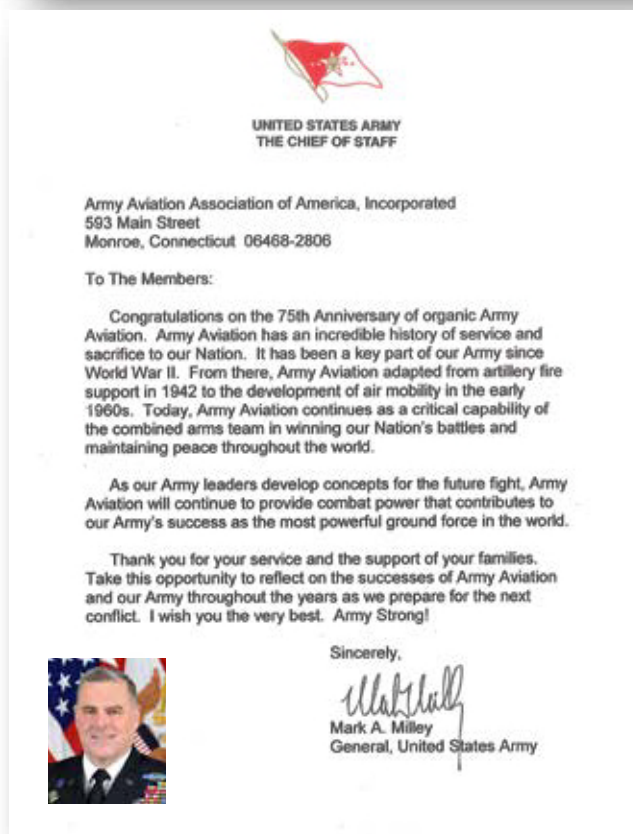 UNITED STATES ARMY
THE CHIEF OF STAFF
Army Aviation Association of America, Incorporated
593 Main Street
Monroe, Connecticut 06468-2806
To The Members:
Congratulations on the 75th Anniversary of organic Army
Aviation. Army Aviation has an incredible history of service and
sacrifice to our Nation. It has been a key part of our Army since
World War II. From there, Army Aviation adapted from artillery fire
support in 1942 to the development of air mobility in the early
1960s. Today, Army Aviation continues as a critical capability of
the combined arms team in winning our Nation's battles and
maintaining peace throughout the world.
As our Army leaders develop concepts for the future fight, Army
Aviation will continue to provide combat power that contributes to
our Army's success as the most powerful ground force in the world.
Thank you for your service and the support of your families.
Take this opportunity to reflect on the successes of Army Aviation
and our Army throughout the years as we prepare for the next
conflict. I wish you the very best. Army Strong!
Sincerely,
Mark A. Milley
General, United States Army